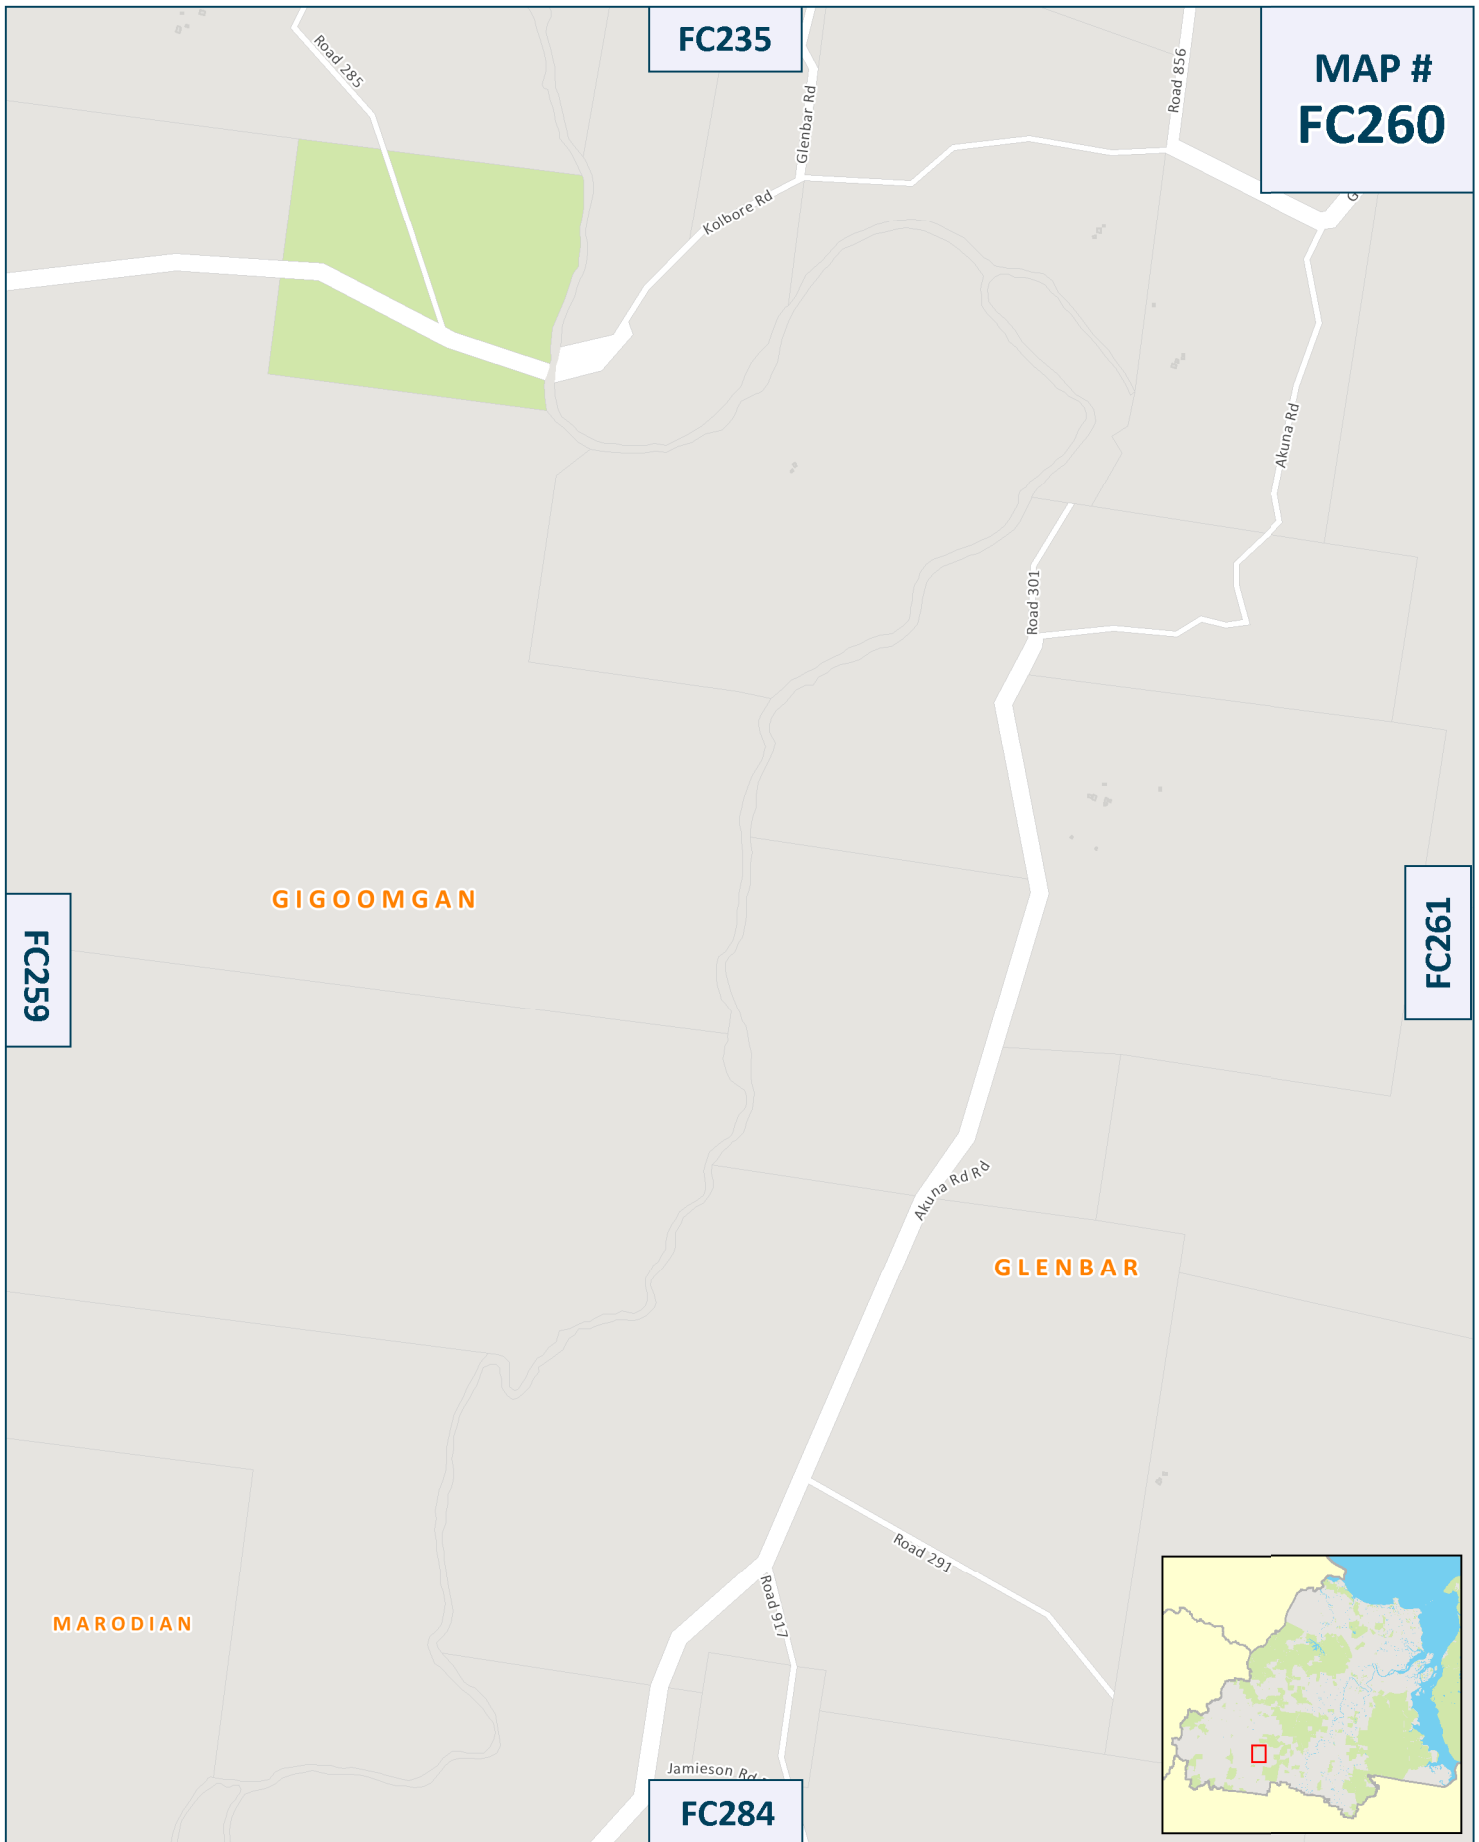 FC235
MAP #
FC260
Road 285
Glenbar Rd
Road 856
Kolbore Rd
G
Akuna Rd
Road 301
GIGOOMGAN
FC259
FC261
Akuna Rd Rd
GLENBAR
Road 291
Road 917
MARODIAN
Jamieson Rd
FC284